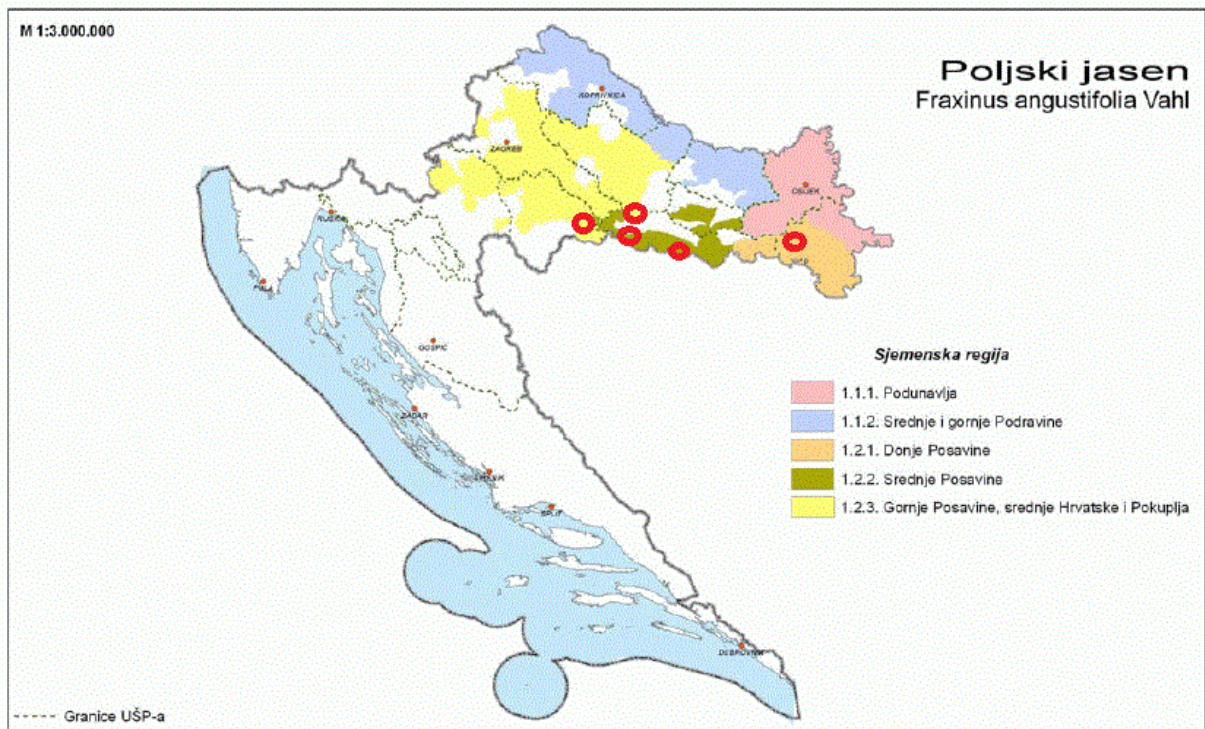 M 1:3.000.000
Poljski jasen
Fraxinus angustifolia Vahl
KOPRIVNICA
ZAGREB
OSIJEK
PULA
GOSPIĆ
ZADAR
SPLIT
DUBROVNIK
Sjemenska regija
1.1.1. Podunavlja
1.1.2. Srednje i gornje Podravine
1.2.1. Donje Posavine
1.2.2. Srednje Posavine
1.2.3. Gornje Posavine, srednje Hrvatske i Pokuplja
Granice UŠP-a